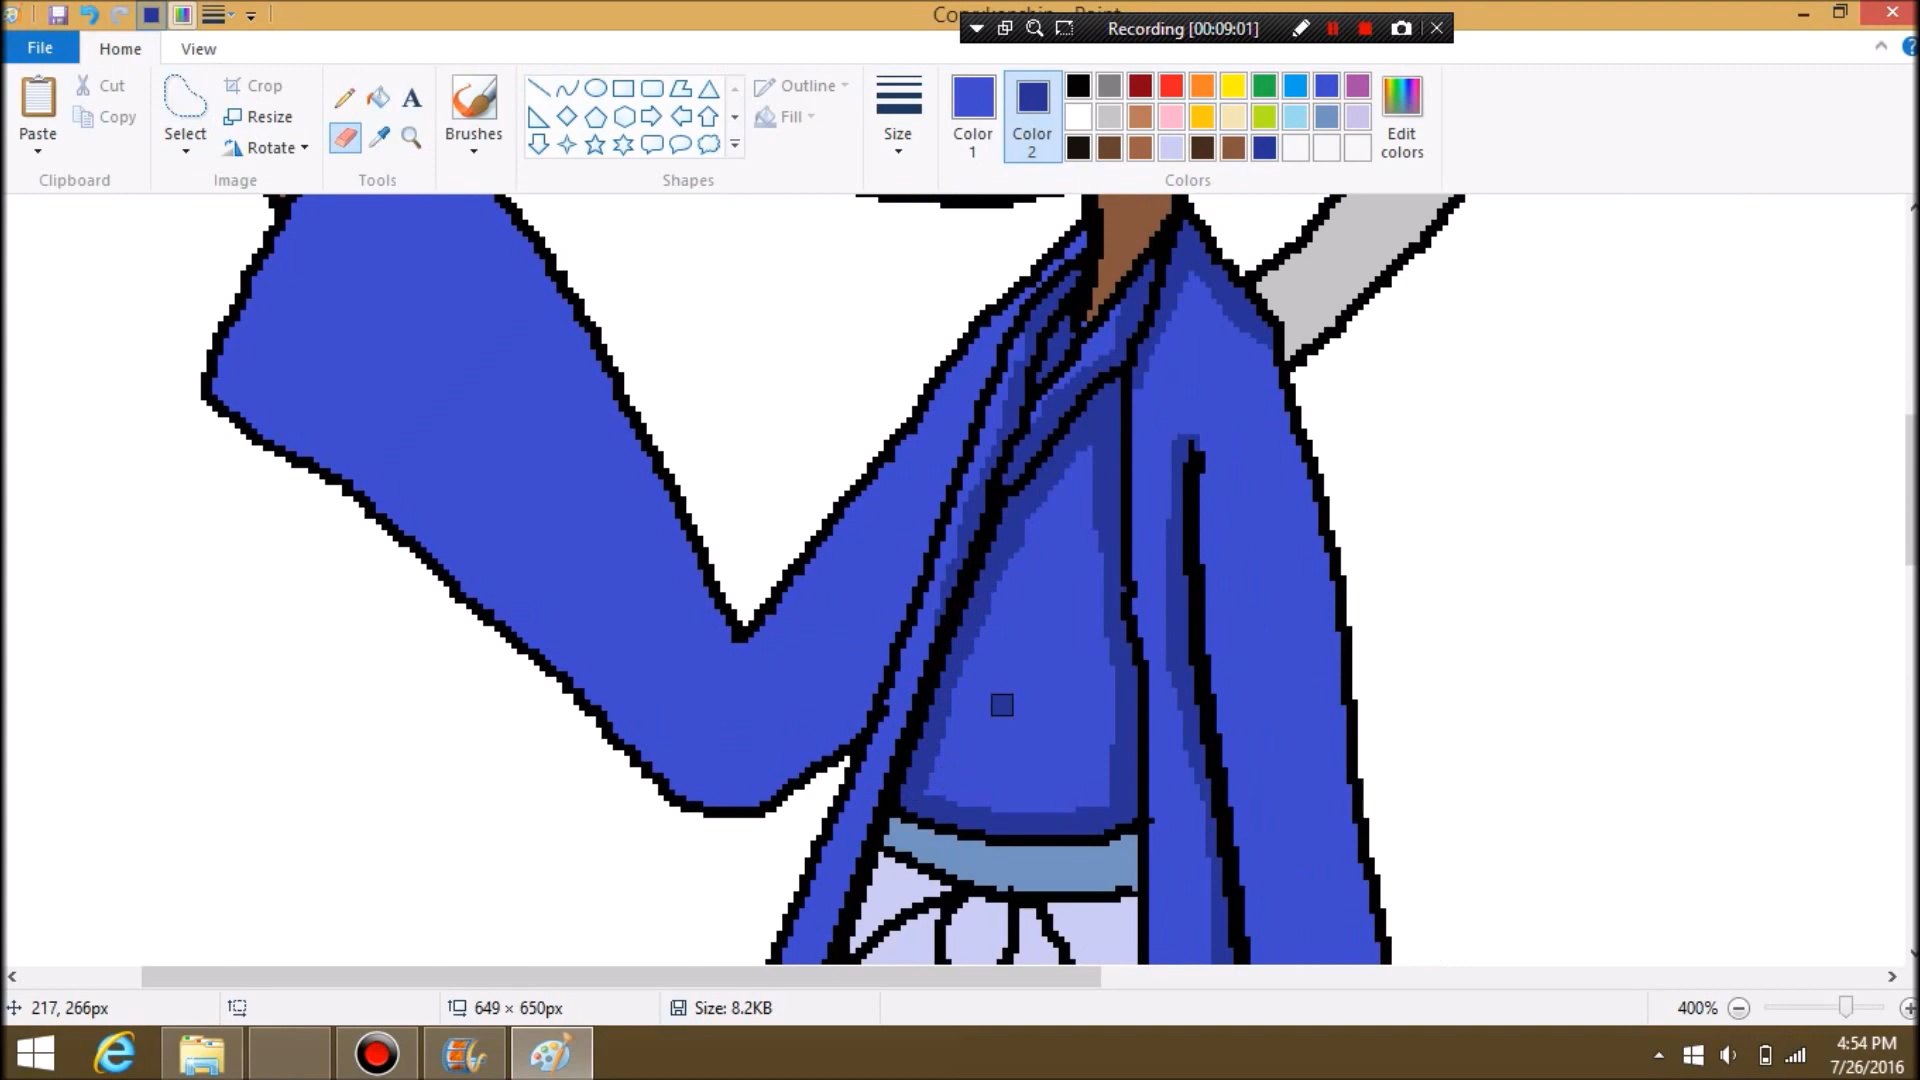 Recording [00:09:01]
File
Home
View
Paste
Cut
Copy
Clipboard
Select
Crop
Resize
Rotate
Image
A
Tools
Brushes
Shapes
Outline
Fill
Size
Color
1
Color
2
Edit
colors
Colors
217, 266px
649 × 650px
Size: 8.2KB
400%
4:54 PM
7/26/2016